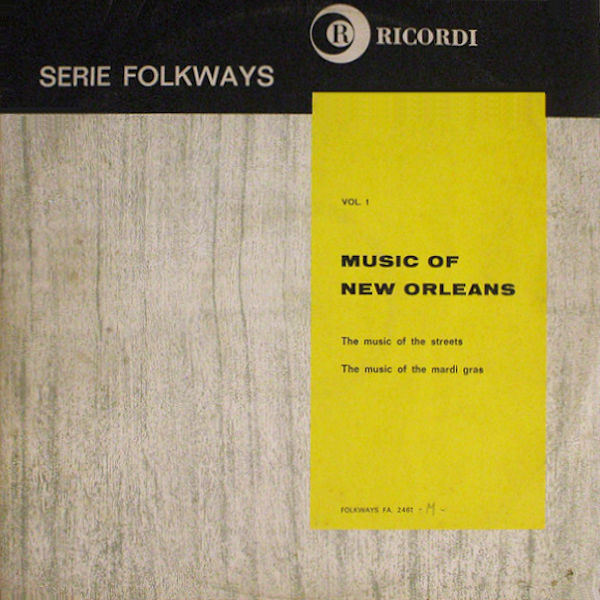 R RICORDI
SERIE FOLKWAYS
VOL. 1
MUSIC OF
NEW ORLEANS
The music of the streets
The music of the mardi gras
FOLKWAYS FA. 2461 - M -